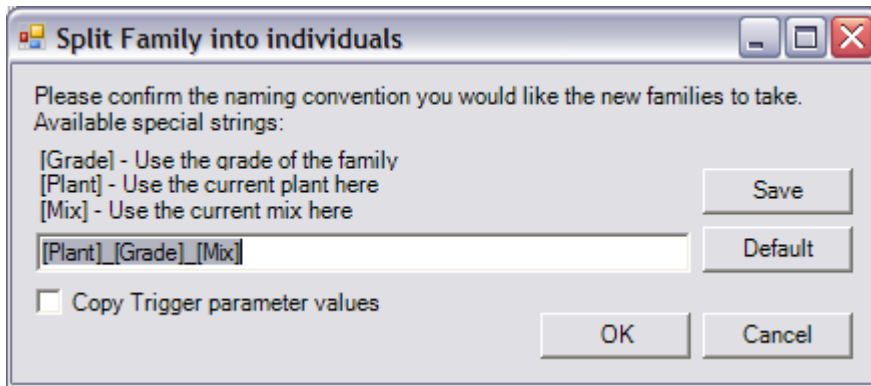 Split Family into individuals
Please confirm the naming convention you would like the new families to take.
Available special strings:
[Grade] - Use the grade of the family
[Plant] - Use the current plant here
[Mix] - Use the current mix here
Save
[Plant]_[Grade]_[Mix]
Default
Copy Trigger parameter values
OK
Cancel